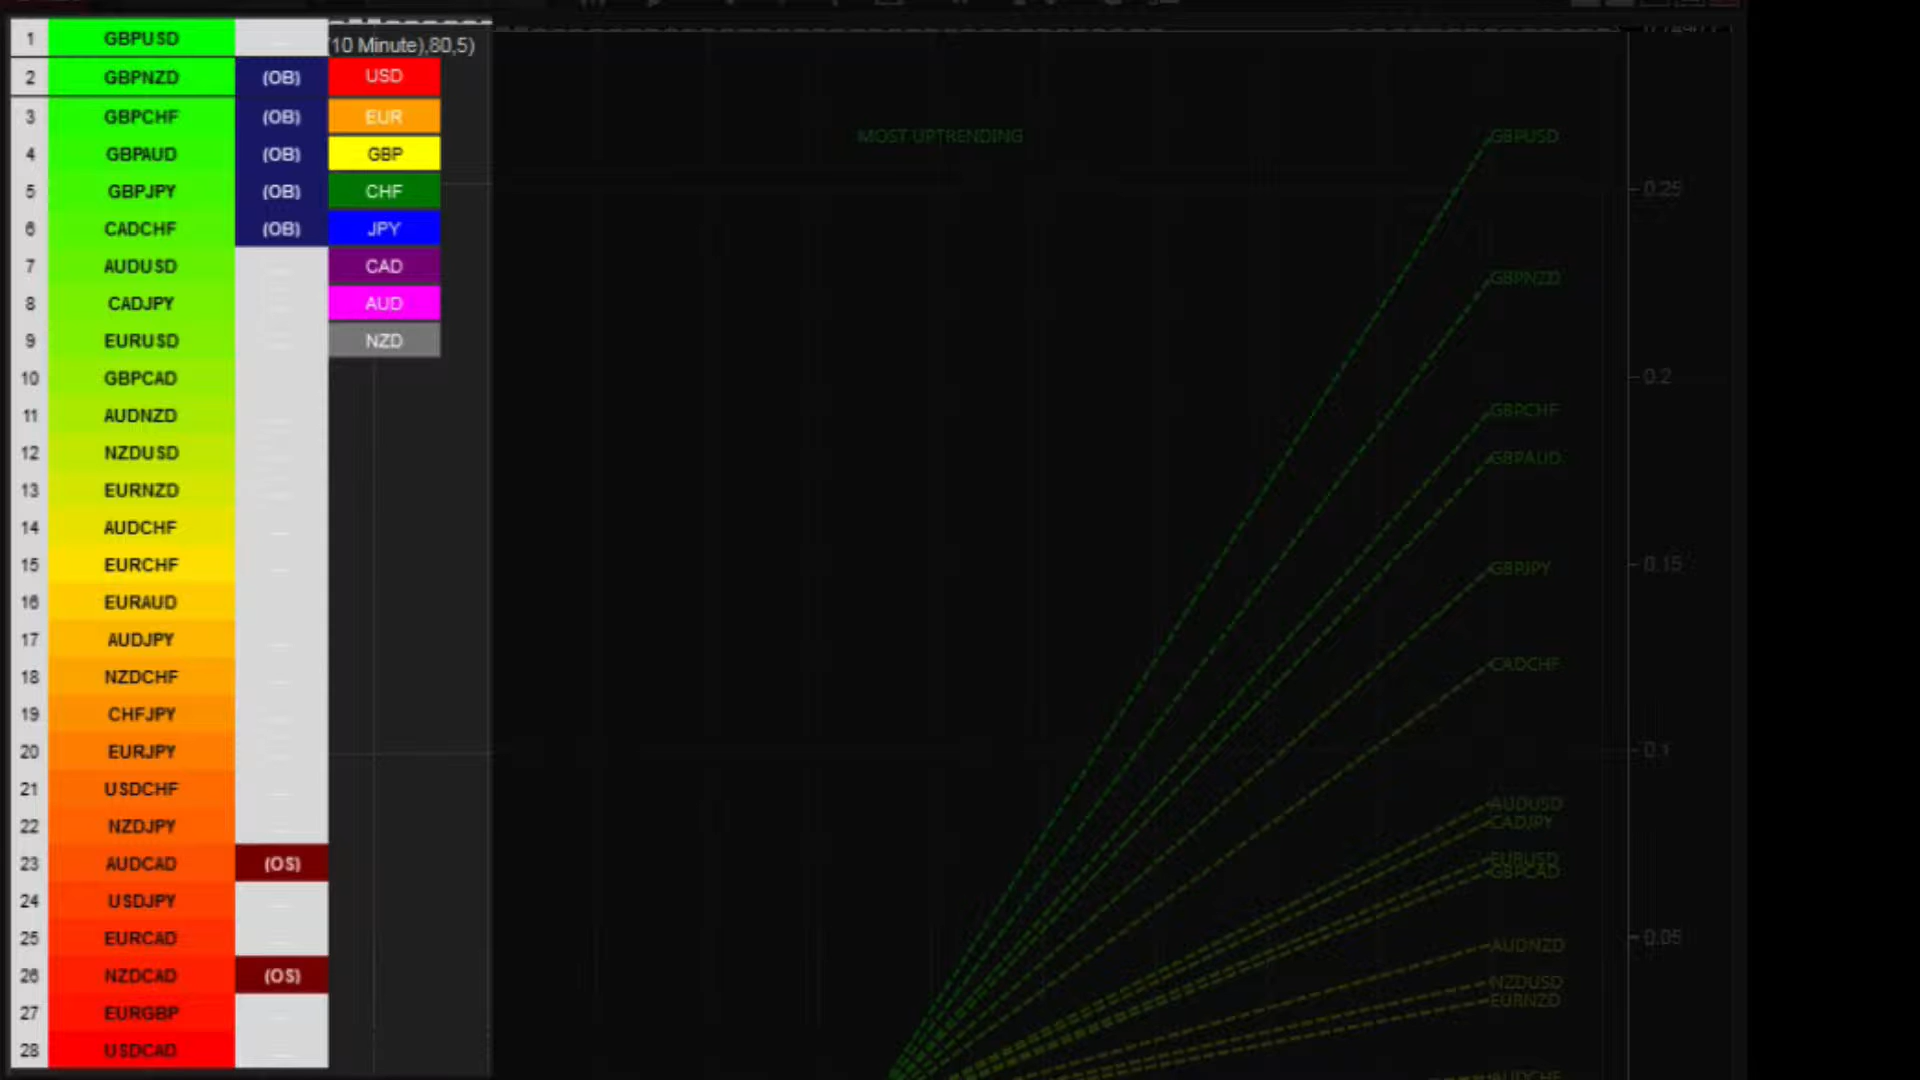 1 GBPUSD (10 Minute),80,5)
2 GBPNZD (OB) USD
3 GBPCHF (OB) EUR
4 GBPAUD (OB) GBP
5 GBPJPY (OB) CHF
6 CADCHF (OB) JPY
7 AUDUSD CAD
8 CADJPY AUD
9 EURUSD NZD
10 GBPCAD
11 AUDNZD
12 NZDUSD
13 EURNZD
14 AUDCHF
15 EURCHF
16 EURAUD
17 AUDJPY
18 NZDCHF
19 CHFJPY
20 EURJPY
21 USDCHF
22 NZDJPY
23 AUDCAD (OS)
24 USDJPY
25 EURCAD
26 NZDCAD (OS)
27 EURGBP
28 USDCAD
MOST UPTRENDING
GBPUSD
0.25
GBPNZD
0.2
GBPCHF
GBPAUD
0.15
GBPJPY
CADCHF
0.1
AUDUSD
CADJPY
EURUSD
GBPCAD
0.05
AUDNZD
NZDUSD
EURNZD
AUDCHF